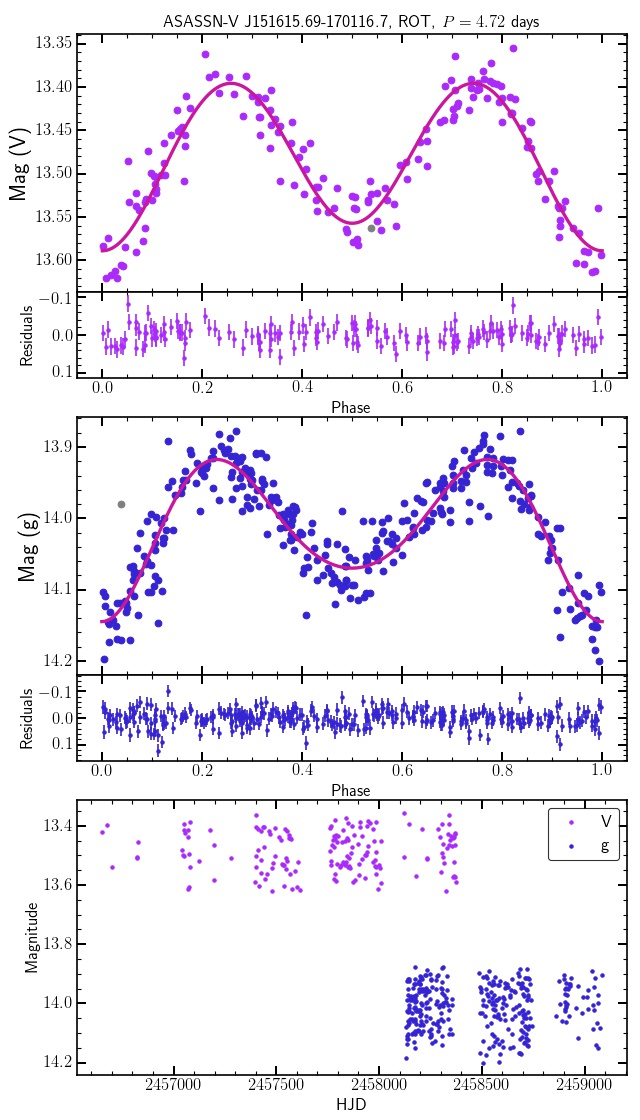 ASASSN-V J151615.69-170116.7, ROT, P = 4.72 days
13.35
13.40
13.45
13.50
13.55
13.60
Mag (V)
−0.1
0.0
0.1
Residuals
0.0 0.2 0.4 0.6 0.8 1.0
Phase
13.9
14.0
14.1
14.2
Mag (g)
−0.1
0.0
0.1
Residuals
0.0 0.2 0.4 0.6 0.8 1.0
Phase
13.4
13.6
13.8
14.0
14.2
Magnitude
V
g
2457000 2457500 2458000 2458500 2459000
HJD